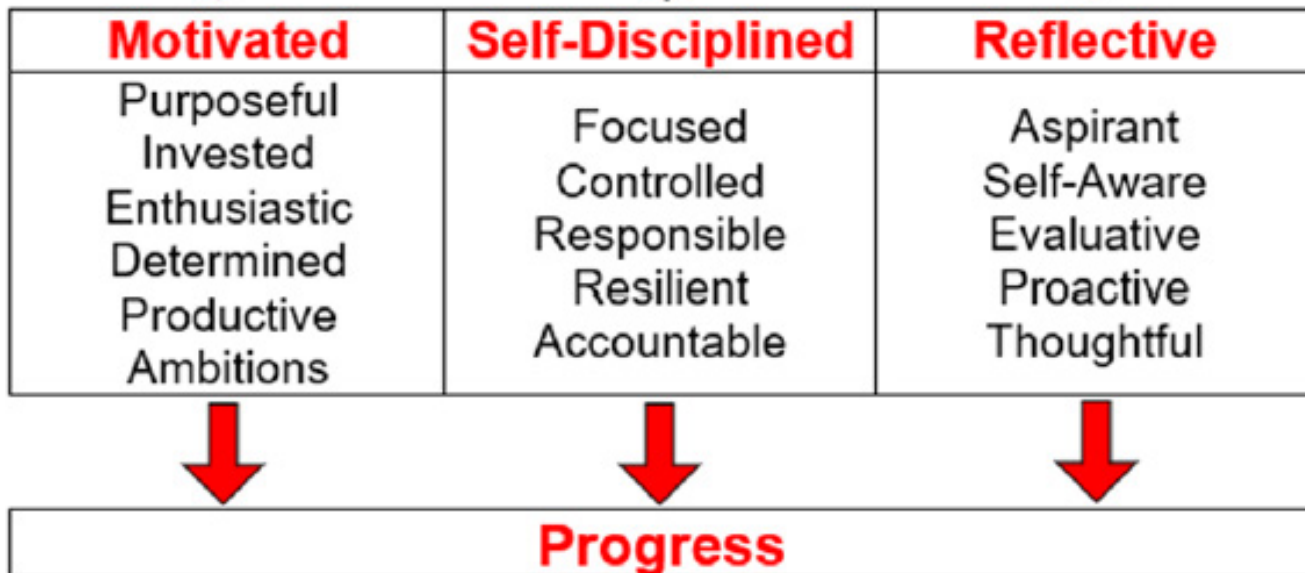 Motivated
Self-Disciplined
Reflective
Purposeful
Invested
Enthusiastic
Determined
Productive
Ambitions
Focused
Controlled
Responsible
Resilient
Accountable
Aspirant
Self-Aware
Evaluative
Proactive
Thoughtful
Progress